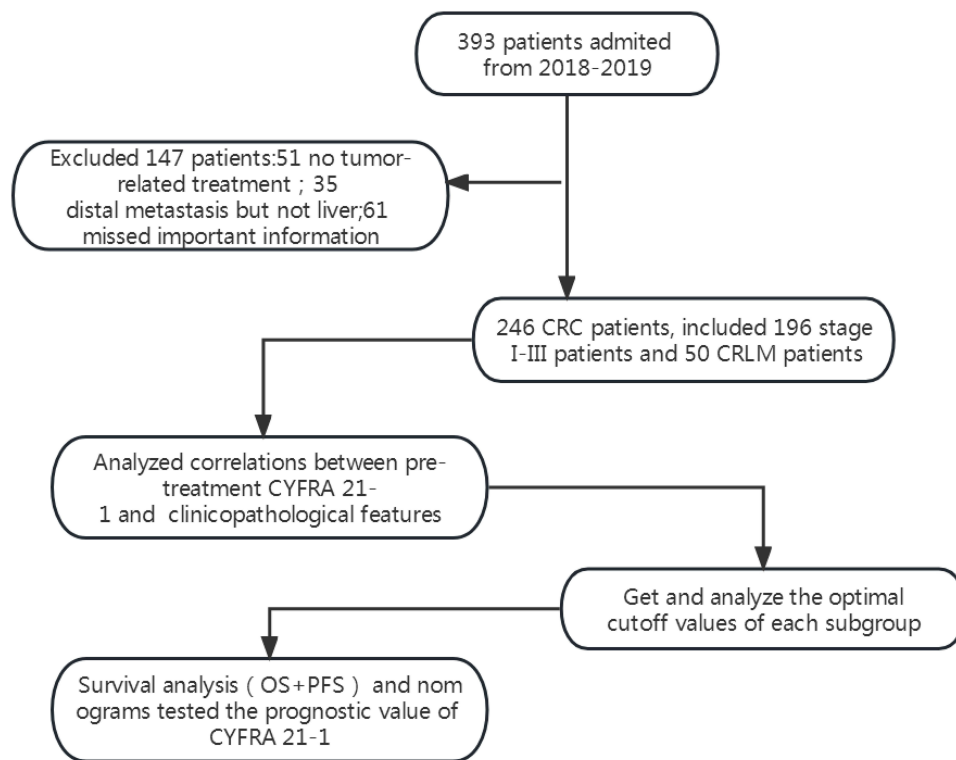 393 patients admited
from 2018-2019
Excluded 147 patients:51 no tumor-
related treatment ; 35
distal metastasis but not liver;61
missed important information
246 CRC patients, included 196 stage
I-III patients and 50 CRLM patients
Analyzed correlations between pre-
treatment CYFRA 21-
1 and clinicopathological features
Get and analyze the optimal
cutoff values of each subgroup
Survival analysis ( OS+PFS ) and nom
ograms tested the prognostic value of
CYFRA 21-1